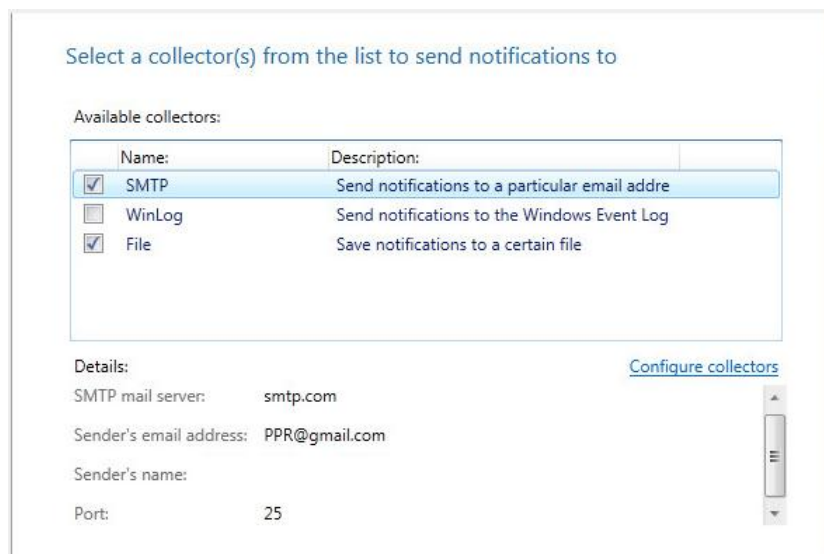 Select a collector(s) from the list to send notifications to
Available collectors:
Name: Description:
SMTP Send notifications to a particular email addre
WinLog Send notifications to the Windows Event Log
File Save notifications to a certain file
Details: Configure collectors
SMTP mail server: smtp.com
Sender's email address: PPR@gmail.com
Sender's name:
Port: 25